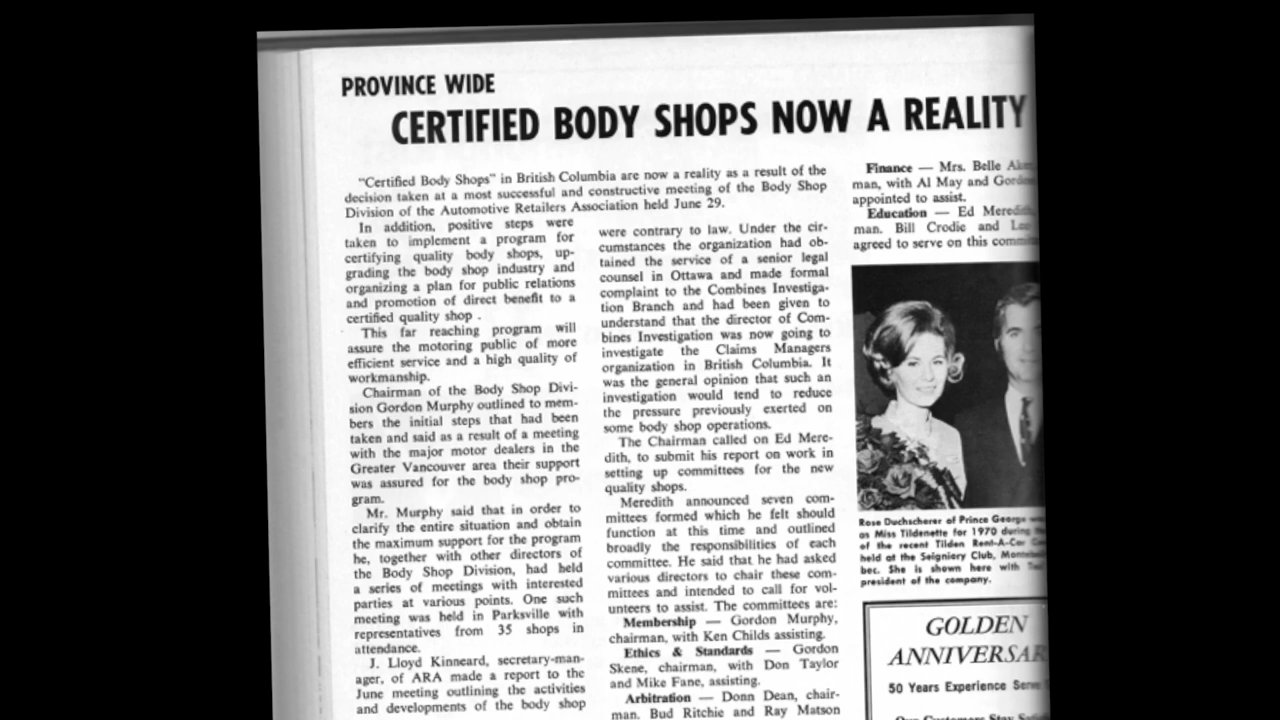 PROVINCE WIDE
CERTIFIED BODY SHOPS NOW A REALITY
"Certified Body Shops" in British Columbia are now a reality as a result of the
decision taken at a most successful and constructive meeting of the Body Shop
Division of the Automotive Retailers Association held June 29.
In addition, positive steps were
taken to implement a program for
certifying quality body shops, up-
grading the body shop industry and
organizing a plan for public relations
and promotion of direct benefit to a
certified quality shop .
This far reaching program will
assure the motoring public of more
efficient service and a high quality of
workmanship.
Chairman of the Body Shop Divi-
sion Gordon Murphy outlined to mem-
bers the initial steps that had been
taken and said as a result of a meeting
with the major motor dealers in the
Greater Vancouver area their support
was assured for the body shop pro-
gram.
Mr. Murphy said that in order to
clarify the entire situation and obtain
the maximum support for the program
he, together with other directors of
the Body Shop Division, had held
a series of meetings with interested
parties at various points. One such
meeting was held in Parksville with
representatives from 35 shops in
attendance.
J. Lloyd Kinneard, secretary-man-
ager, of ARA made a report to the
June meeting outlining the activities
and developments of the body shop
were contrary to law. Under the cir-
cumstances the organization had ob-
tained the service of a senior legal
counsel in Ottawa and made formal
complaint to the Combines Investiga-
tion Branch and had been given to
understand that the director of Com-
bines Investigation was now going to
investigate the Claims Managers
organization in British Columbia. It
was the general opinion that such an
investigation would tend to reduce
the pressure previously exerted on
some body shop operations.
The Chairman called on Ed Mere-
dith, to submit his report on work in
setting up committees for the new
quality shops.
Meredith announced seven com-
mittees formed which he felt should
function at this time and outlined
broadly the responsibilities of each
committee. He said that he had asked
various directors to chair these com-
mittees and intended to call for vol-
unteers to assist. The committees are:
Membership — Gordon Murphy,
chairman, with Ken Childs assisting.
Ethics & Standards — Gordon
Skene, chairman, with Don Taylor
and Mike Fane, assisting.
Arbitration — Donn Dean, chair-
man. Bud Ritchie and Ray Matson
Finance — Mrs. Belle
man, with Al May and
appointed to assist.
Education — Ed
man. Bill Crodie and
agreed to serve on this
Rose Duchscherer of Prince George
as Miss Tildenette for 1970 during
of the recent Tilden Rent-A-Car
held at the Seigniory Club,
bec. She is shown here with
president of the company.
GOLDEN
50 Years Experience